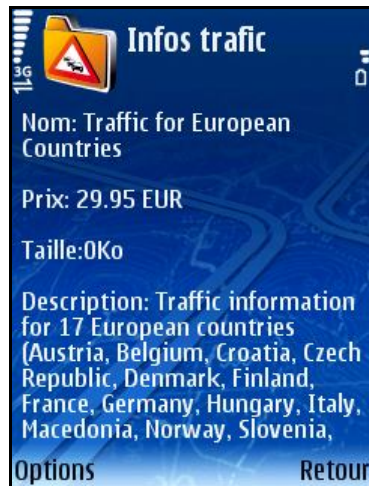 Infos trafic
3G
Nom: Traffic for European
Countries
Prix: 29.95 EUR
Taille:0Ko
Description: Traffic information
for 17 European countries
(Austria, Belgium, Croatia, Czech
Republic, Denmark, Finland,
France, Germany, Hungary, Italy,
Macedonia, Norway, Slovenia,
Options Retour